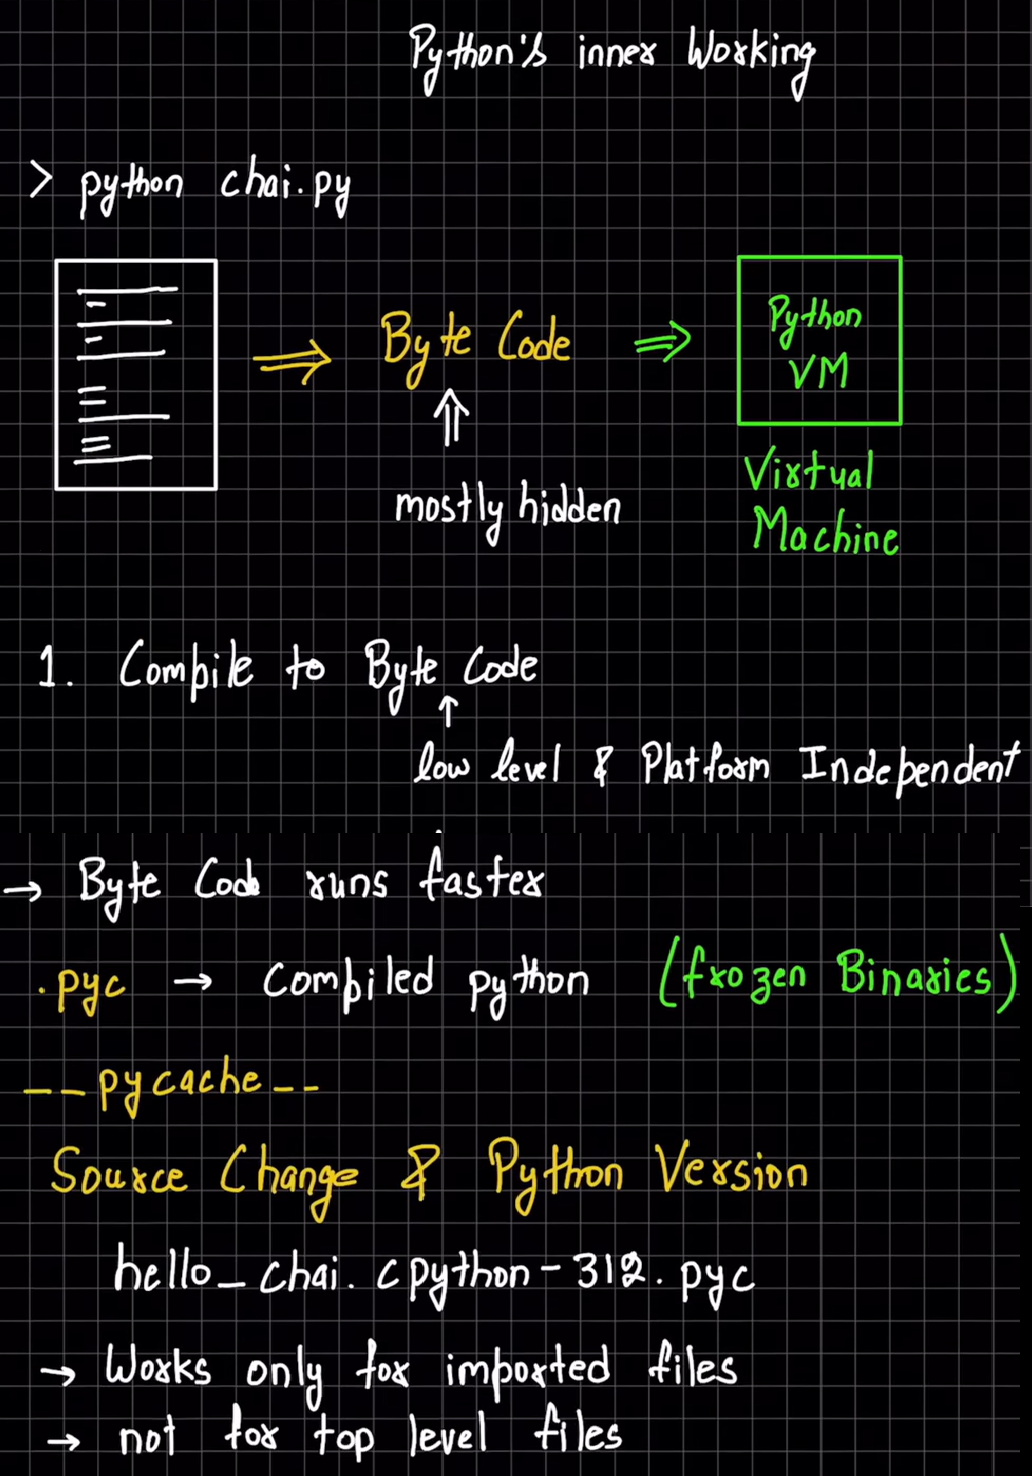 Python's inner Working
> python chai.py
Byte Code
Python
VM
mostly hidden
Virtual
Machine
1. Compile to Byte Code
low level & Platform Independent
→ Byte Code runs faster
.pyc → Compiled python (frozen Binaries)
__pycache__
Source Change & Python Version
hello_chai.cpython-312.pyc
→ Works only for imported files
→ not for top level files